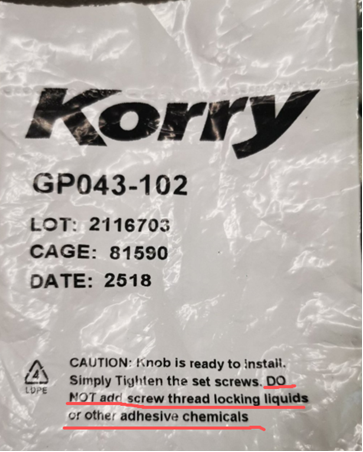 Korry
GP043-102
LOT: 2116703
CAGE: 81590
DATE: 2518
CAUTION: Knob is ready to install.
Simply Tighten the set screws. DO
NOT add screw thread locking liquids
or other adhesive chemicals
4
LDPE